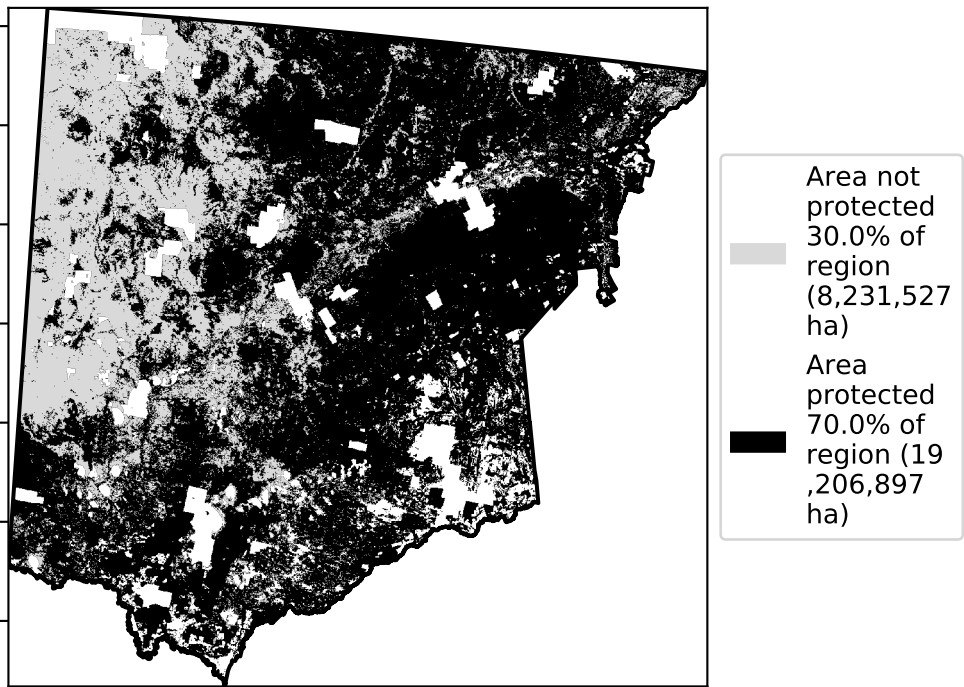 Area not
protected
30.0% of
region
(8,231,527
ha)
Area
protected
70.0% of
region (19
,206,897
ha)